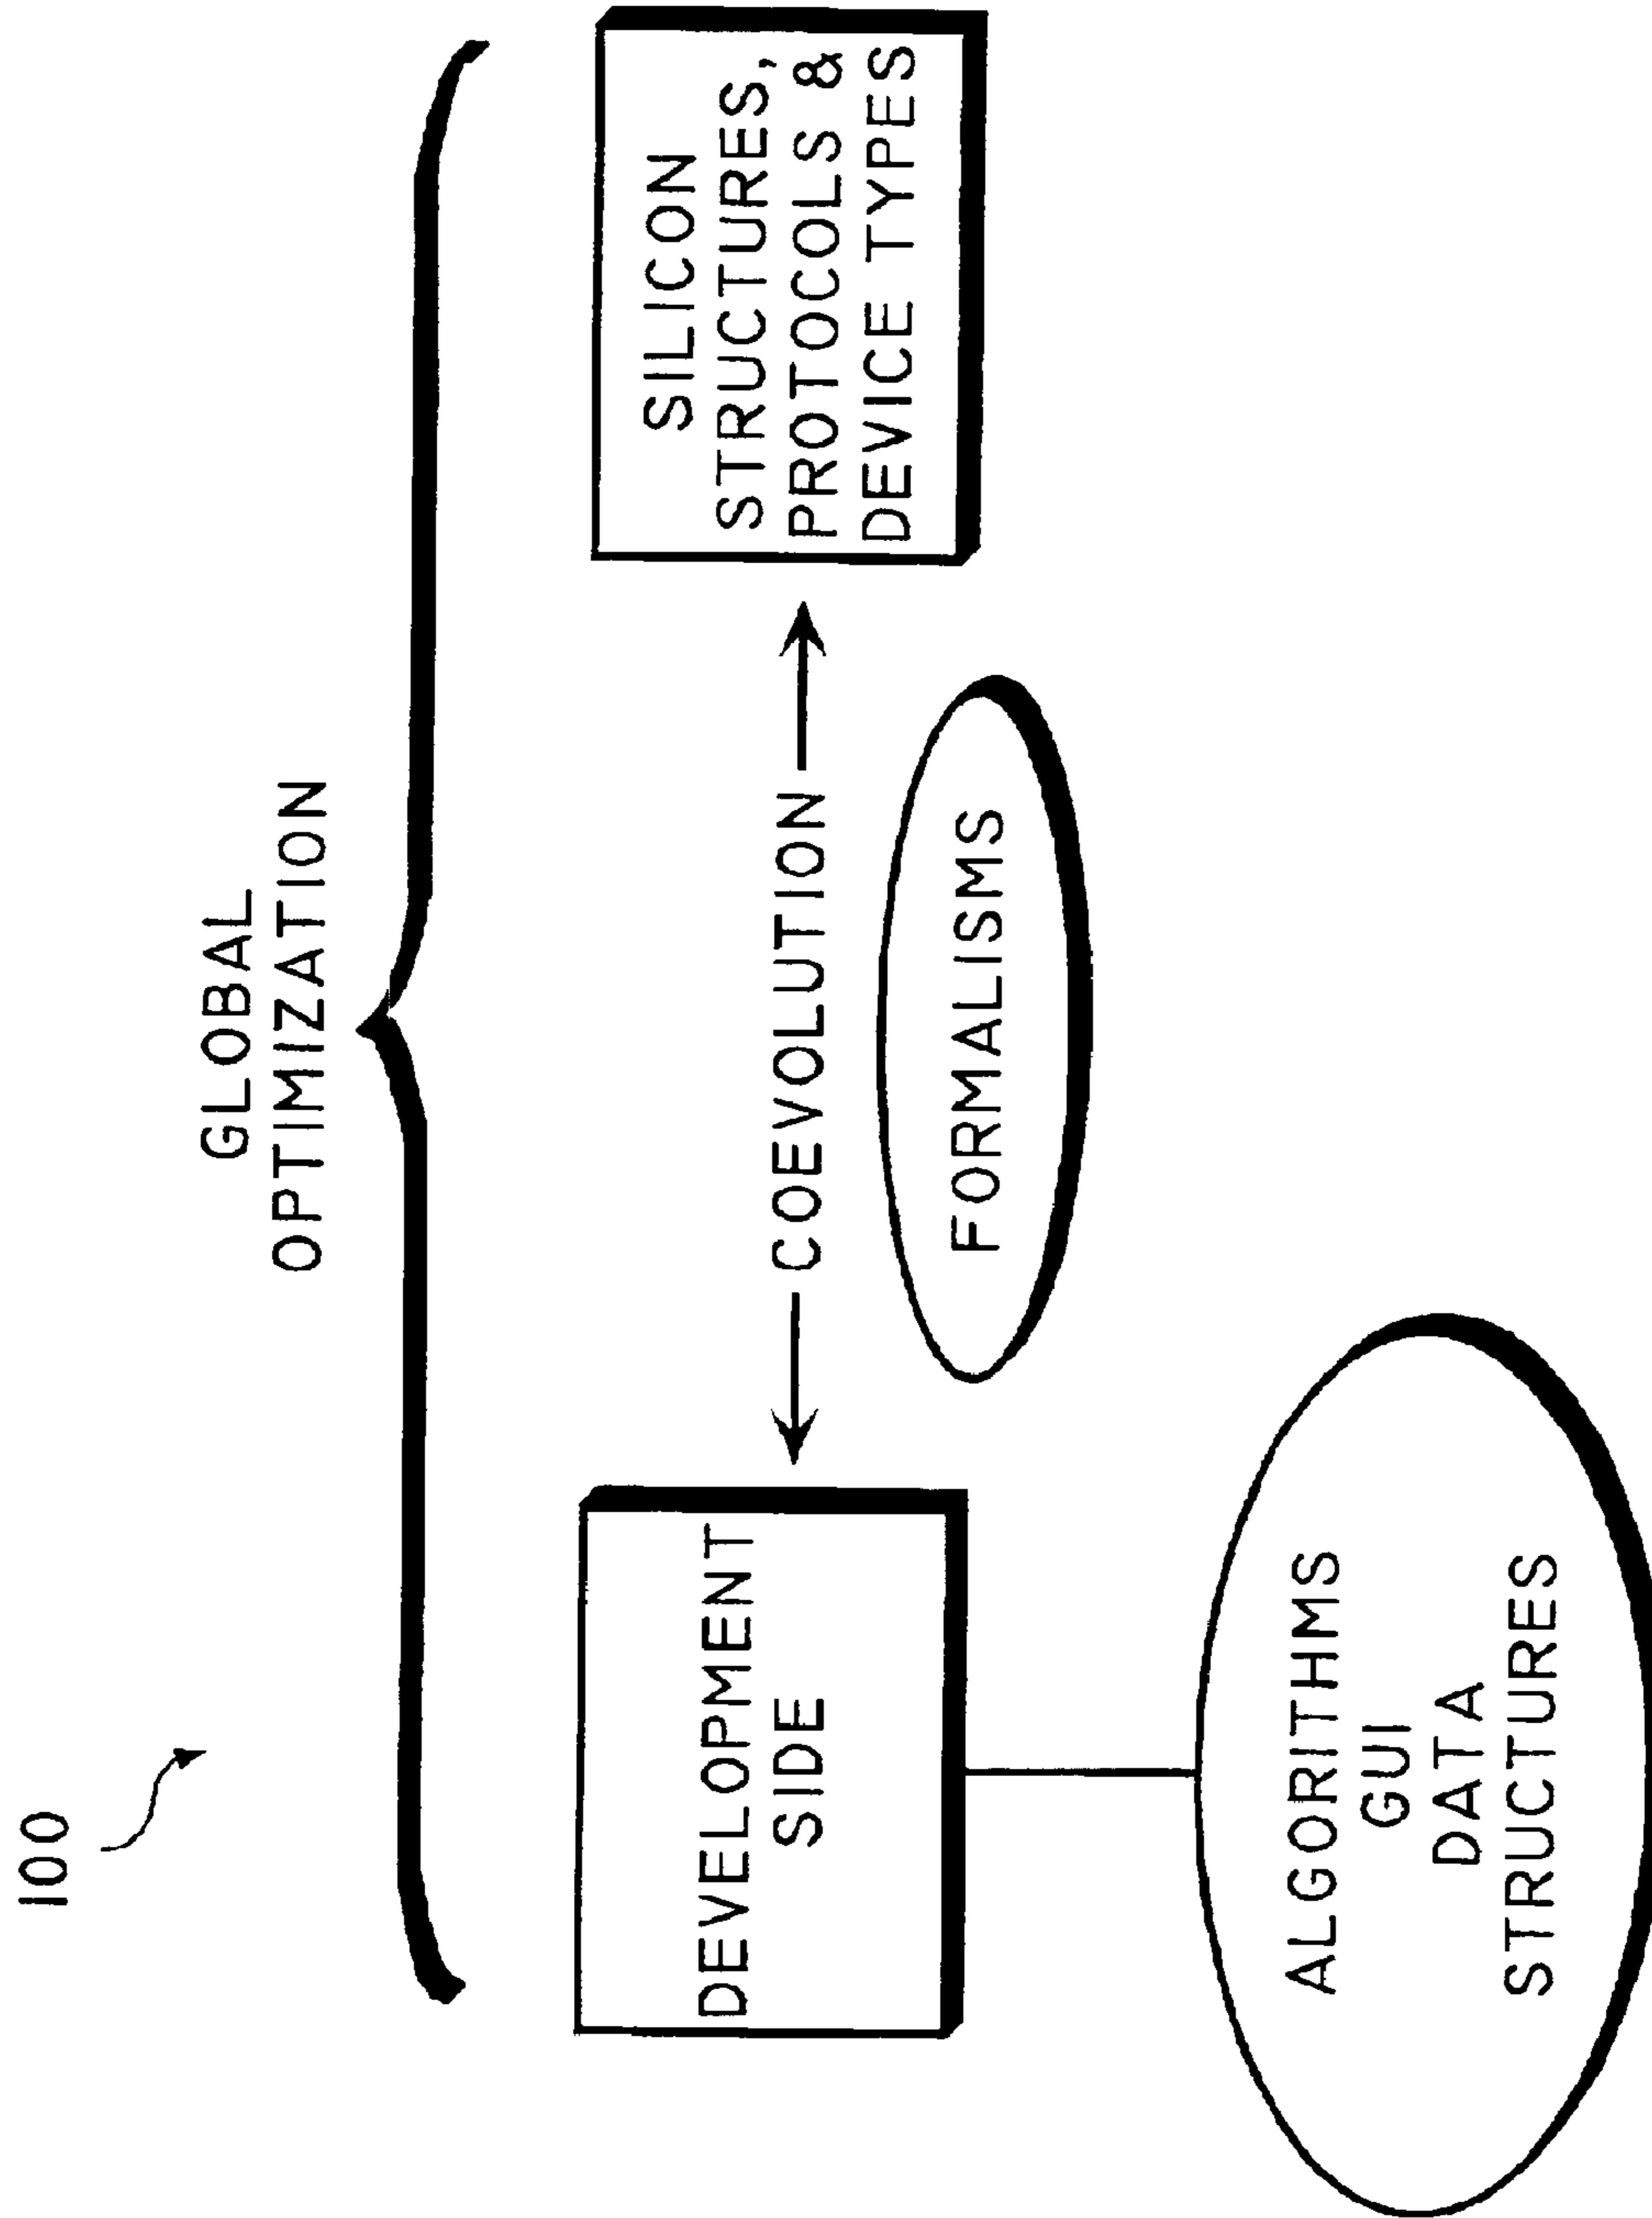 100
GLOBAL
OPTIMIZATION
DEVELOPMENT
SIDE
COEVOLUTION
FORMALISMS
SILICON
STRUCTURES,
PROTOCOLS &
DEVICE TYPES
ALGORITHMS
GUI
DATA
STRUCTURES